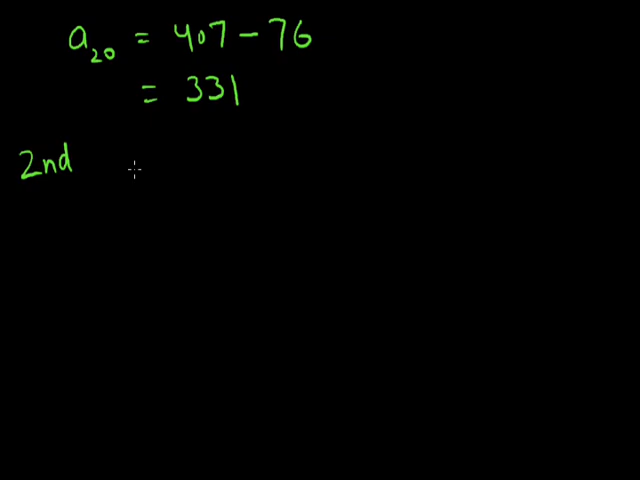 a₂₀ = 407 - 76
= 331
2nd